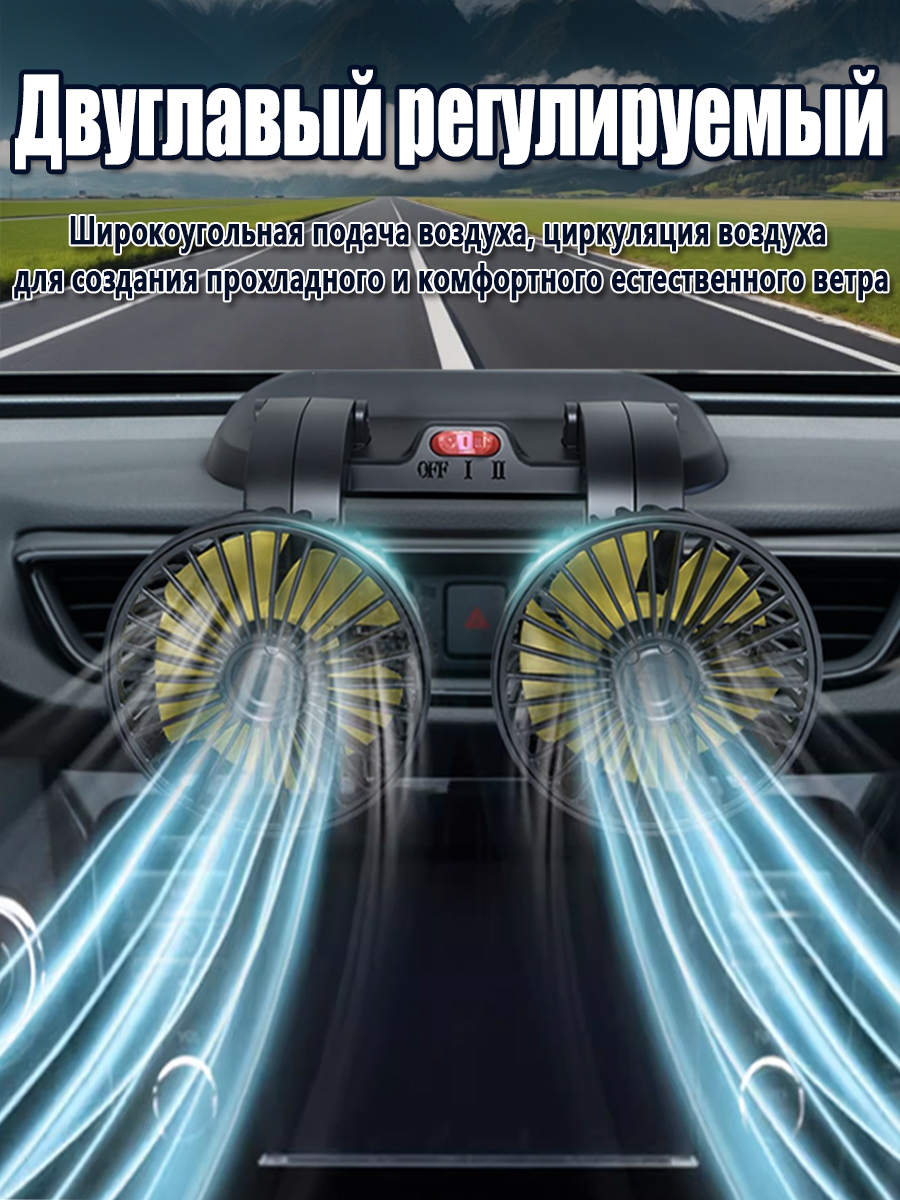 Двуглавый регулируемый
Широкоугольная подача воздуха, циркуляция воздуха
для создания прохладного и комфортного естественного ветра
OFF I II